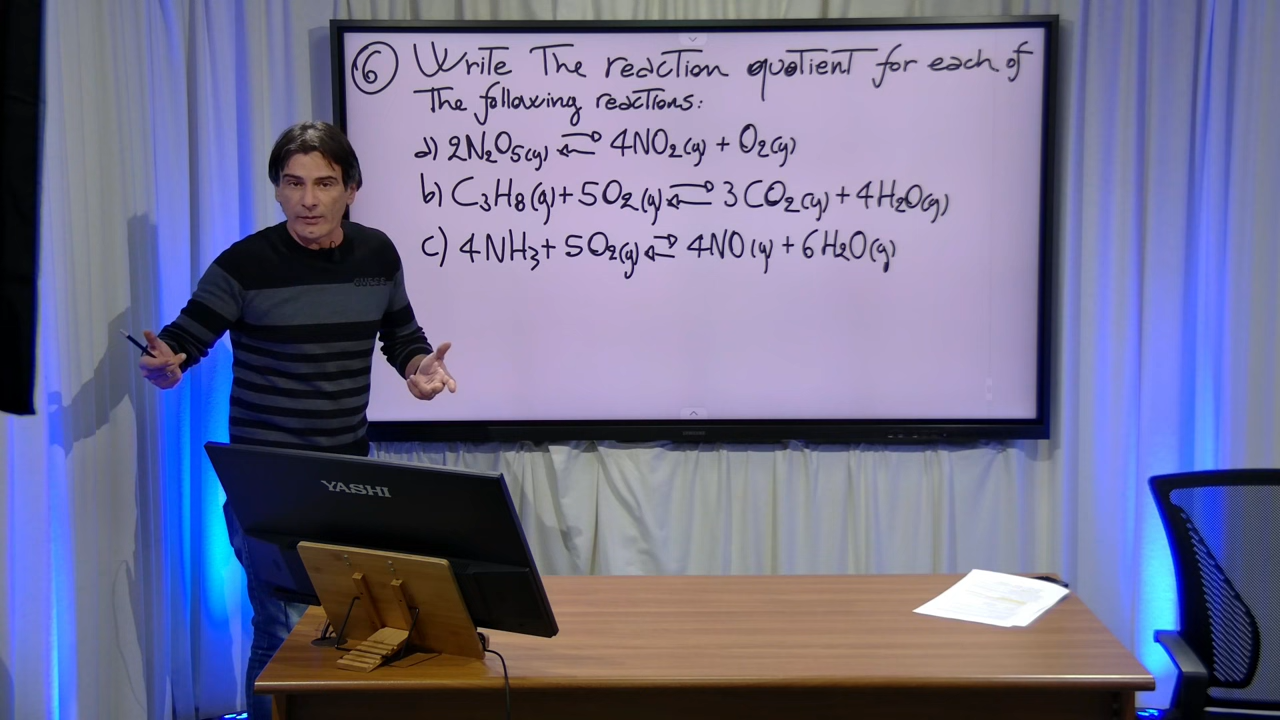 6 Write The reaction quotient for each of
The following reactions:
a) 2N₂O₅(g) ⇄ 4NO₂(g) + O₂(g)
b) C₃H₈(g) + 5O₂(g) ⇄ 3CO₂(g) + 4H₂O(g)
c) 4NH₃ + 5O₂(g) ⇄ 4NO(g) + 6H₂O(g)
GUESS
YASHI